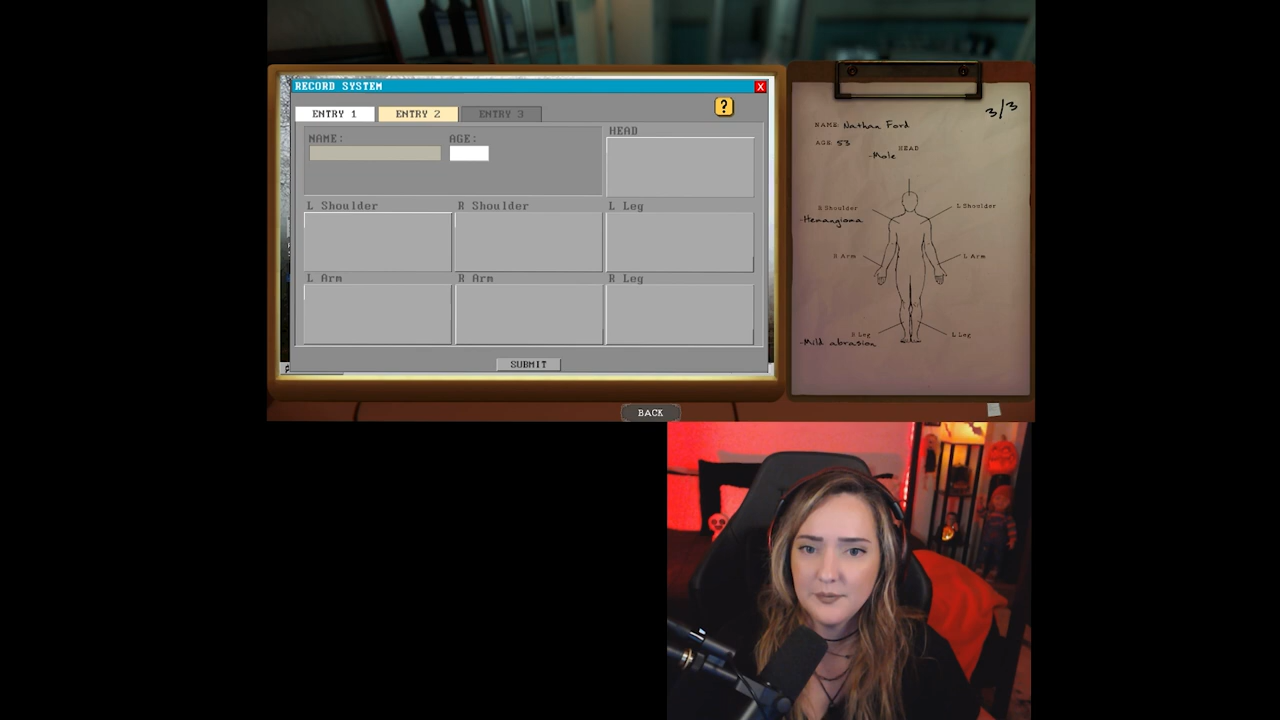 RECORD SYSTEM
X
ENTRY 1
ENTRY 2
ENTRY 3
?
NAME:
AGE:
HEAD
L Shoulder
R Shoulder
L Leg
L Arm
R Arm
R Leg
SUBMIT
BACK
3/3
NAME: Nathan Ford
AGE: 53
HEAD
-Mole
R Shoulder
L Shoulder
-Hemangioma
R Arm
L Arm
R Leg
L Leg
-Mild abrasion